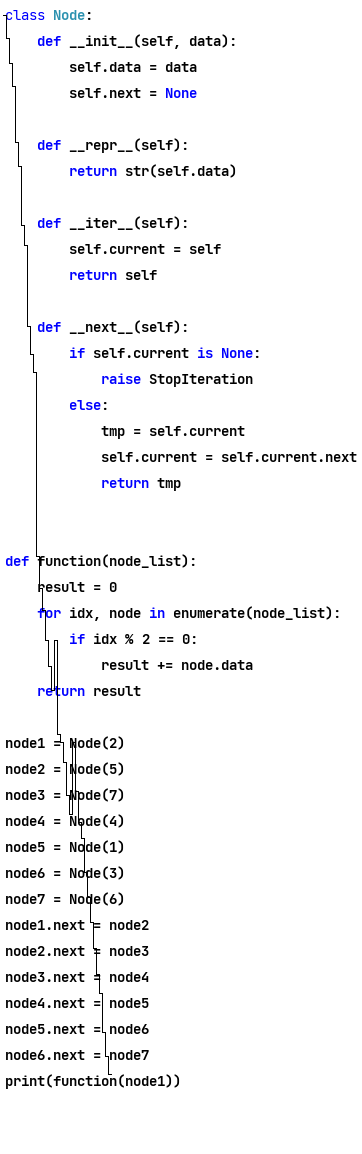 class Node:
    def __init__(self, data):
        self.data = data
        self.next = None

    def __repr__(self):
        return str(self.data)

    def __iter__(self):
        self.current = self
        return self

    def __next__(self):
        if self.current is None:
            raise StopIteration
        else:
            tmp = self.current
            self.current = self.current.next
            return tmp


def function(node_list):
    result = 0
    for idx, node in enumerate(node_list):
        if idx % 2 == 0:
            result += node.data
    return result

node1 = Node(2)
node2 = Node(5)
node3 = Node(7)
node4 = Node(4)
node5 = Node(1)
node6 = Node(3)
node7 = Node(6)
node1.next = node2
node2.next = node3
node3.next = node4
node4.next = node5
node5.next = node6
node6.next = node7
print(function(node1))